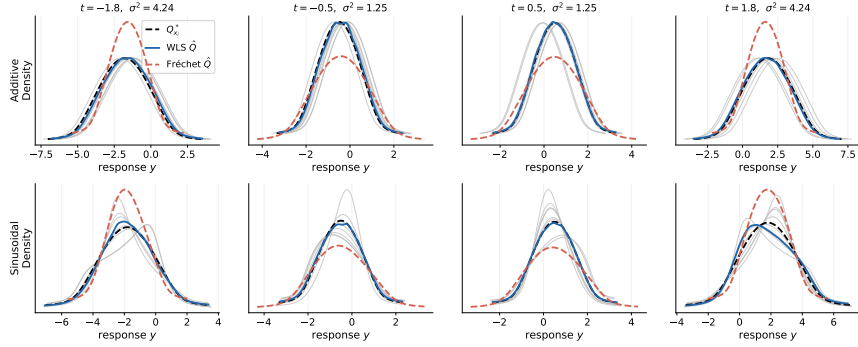 t = −1.8, σ² = 4.24
t = −0.5, σ² = 1.25
t = 0.5, σ² = 1.25
t = 1.8, σ² = 4.24
Additive
Density
Q*ₓᵢ
WLS Q̂
Fréchet Q̂
−7.5 −5.0 −2.5 0.0 2.5
−4 −2 0 2
−2 0 2 4
−2.5 0.0 2.5 5.0 7.5
response y
response y
response y
response y
Sinusoidal
Density
−6 −4 −2 0 2 4
−4 −2 0 2
−2 0 2 4
−4 −2 0 2 4 6
response y
response y
response y
response y